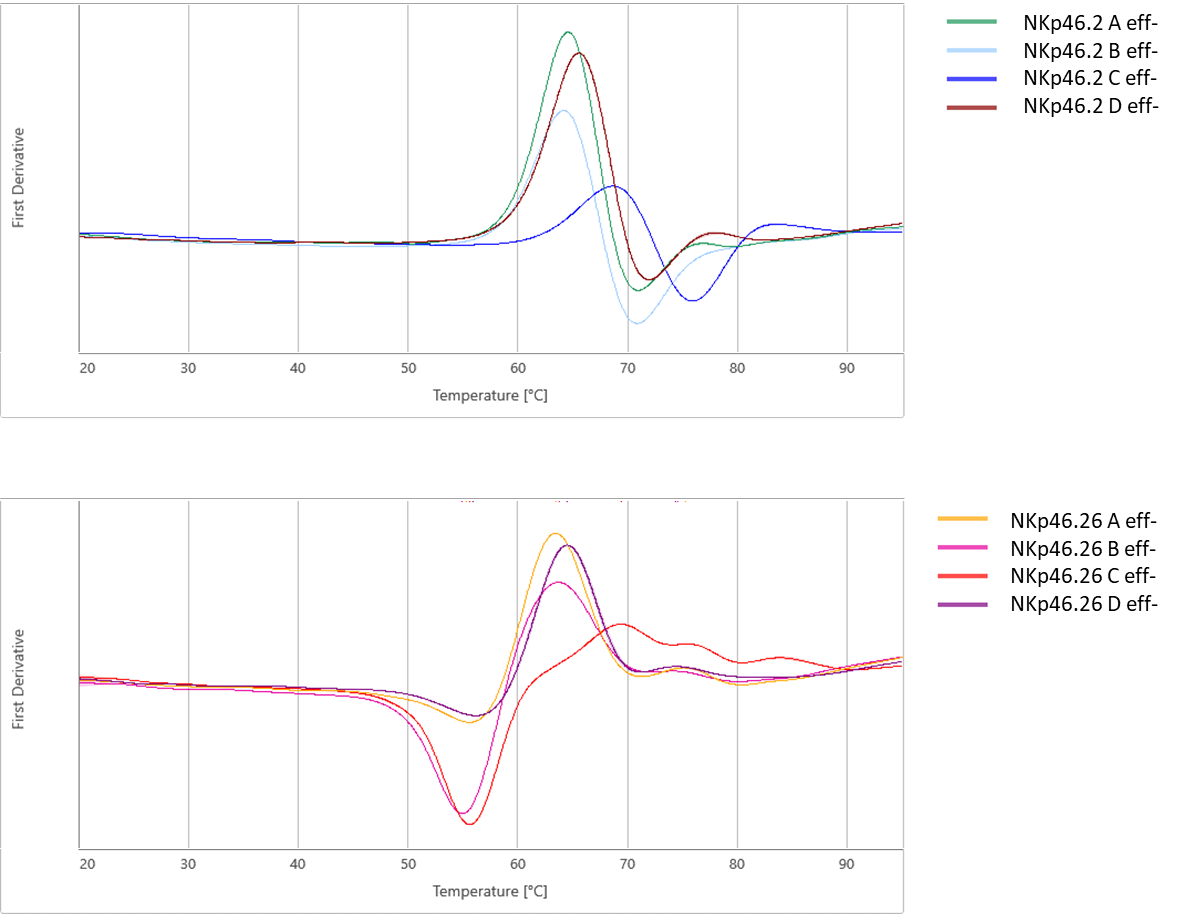 First Derivative
20 30 40 50 60 70 80 90
Temperature [°C]
NKp46.2 A eff-
NKp46.2 B eff-
NKp46.2 C eff-
NKp46.2 D eff-
First Derivative
20 30 40 50 60 70 80 90
Temperature [°C]
NKp46.26 A eff-
NKp46.26 B eff-
NKp46.26 C eff-
NKp46.26 D eff-